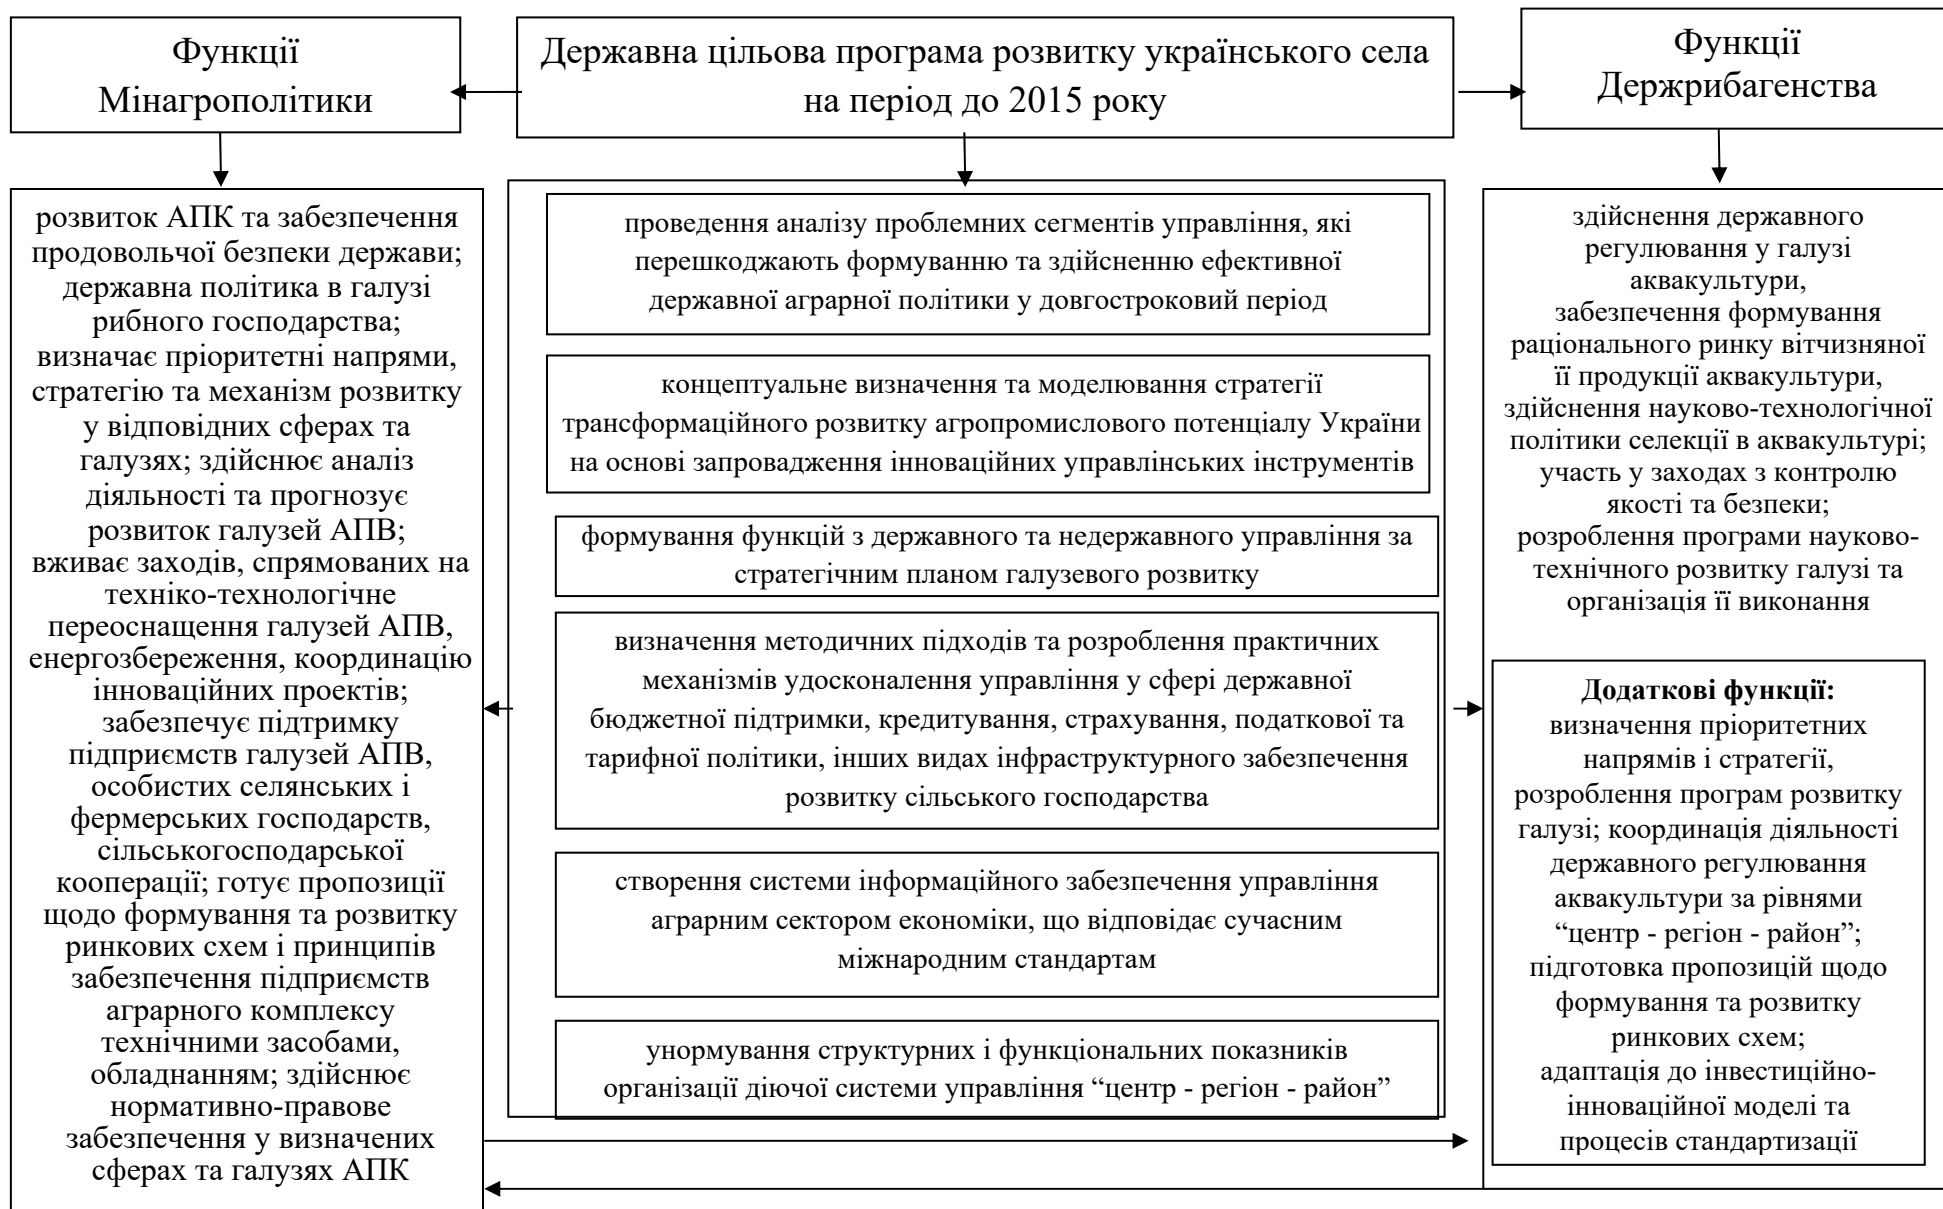 Функції
Мінагрополітики
Державна цільова програма розвитку українського села
на період до 2015 року
Функції
Держрибагенства
розвиток АПК та забезпечення
продовольчої безпеки держави;
державна політика в галузі
рибного господарства;
визначає пріоритетні напрями,
стратегію та механізм розвитку
у відповідних сферах та
галузях; здійснює аналіз
діяльності та прогнозує
розвиток галузей АПВ;
вживає заходів, спрямованих на
техніко-технологічне
переоснащення галузей АПВ,
енергозбереження, координацію
інноваційних проектів;
забезпечує підтримку
підприємств галузей АПВ,
особистих селянських і
фермерських господарств,
сільськогосподарської
кооперації; готує пропозиції
щодо формування та розвитку
ринкових схем і принципів
забезпечення підприємств
аграрного комплексу
технічними засобами,
обладнанням; здійснює
нормативно-правове
забезпечення у визначених
сферах та галузях АПК
проведення аналізу проблемних сегментів управління, які
перешкоджають формуванню та здійсненню ефективної
державної аграрної політики у довгостроковий період
концептуальне визначення та моделювання стратегії
трансформаційного розвитку агропромислового потенціалу України
на основі запровадження інноваційних управлінських інструментів
формування функцій з державного та недержавного управління за
стратегічним планом галузевого розвитку
визначення методичних підходів та розроблення практичних
механізмів удосконалення управління у сфері державної
бюджетної підтримки, кредитування, страхування, податкової та
тарифної політики, інших видах інфраструктурного забезпечення
розвитку сільського господарства
створення системи інформаційного забезпечення управління
аграрним сектором економіки, що відповідає сучасним
міжнародним стандартам
унормування структурних і функціональних показників
організації діючої системи управління “центр - регіон - район”
здійснення державного
регулювання у галузі
аквакультури,
забезпечення формування
раціонального ринку вітчизняної
її продукції аквакультури,
здійснення науково-технологічної
політики селекції в аквакультурі;
участь у заходах з контролю
якості та безпеки;
розроблення програми науково-
технічного розвитку галузі та
організація її виконання
Додаткові функції:
визначення пріоритетних
напрямів і стратегії,
розроблення програм розвитку
галузі; координація діяльності
державного регулювання
аквакультури за рівнями
“центр - регіон - район”;
підготовка пропозицій щодо
формування та розвитку
ринкових схем;
адаптація до інвестиційно-
інноваційної моделі та
процесів стандартизації